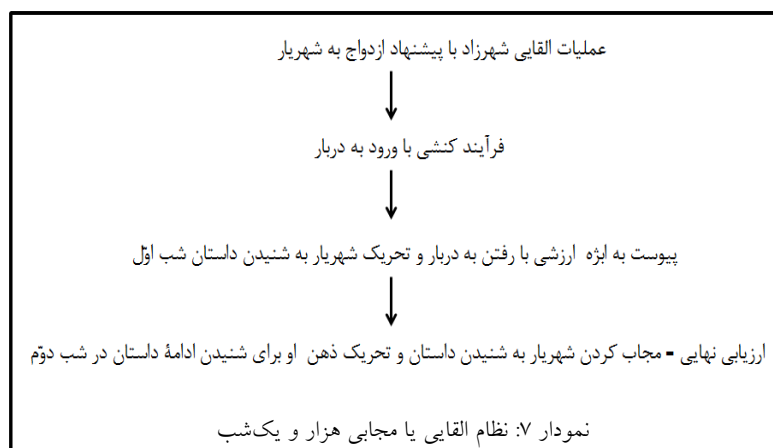 عملیات القایی شهرزاد با پیشنهاد ازدواج به شهریار
فرآیند کنشی با ورود به دربار
پیوست به ابژه ارزشی با رفتن به دربار و تحریک شهریار به شنیدن داستان شب اوّل
ارزیابی نهایی - مجاب کردن شهریار به شنیدن داستان و تحریک ذهن او برای شنیدن ادامهٔ داستان در شب دوّم
نمودار ۷: نظام القایی یا مجابی هزار و یک‌شب